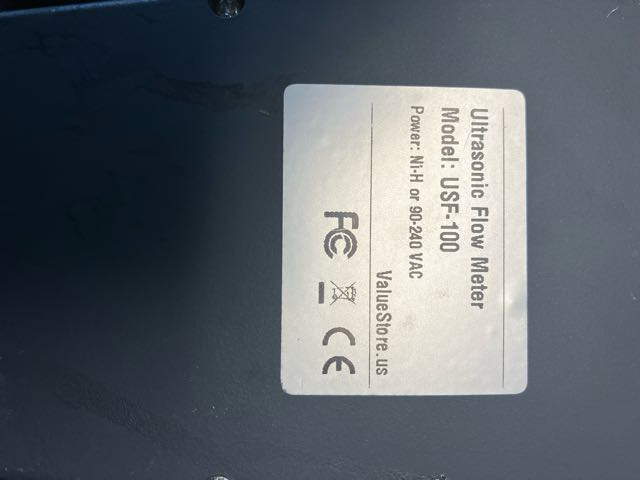 Ultrasonic Flow Meter
Model: USF-100
Power: Ni-H or 90-240 VAC
ValueStore.us
FC CE